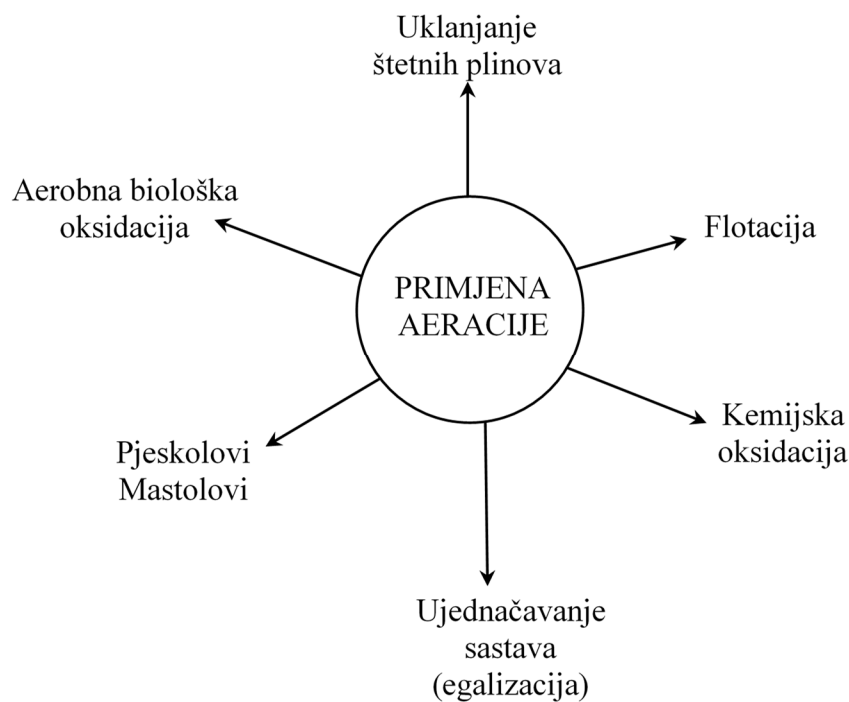 Uklanjanje
štetnih plinova
Aerobna biološka
oksidacija
Flotacija
PRIMJENA
AERACIJE
Kemijska
oksidacija
Pjeskolovi
Mastolovi
Ujednačavanje
sastava
(egalizacija)